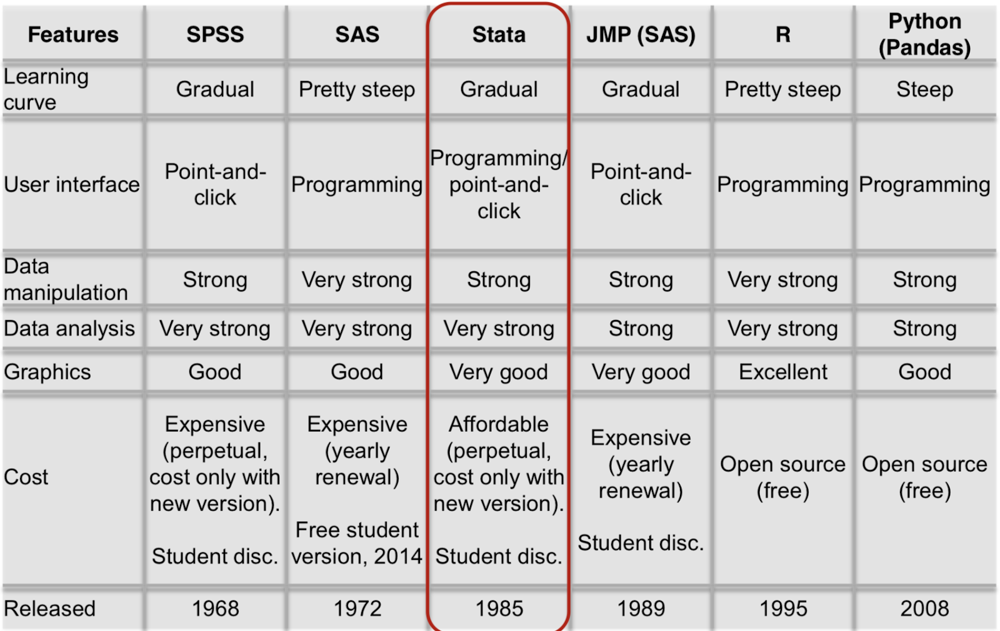 Features SPSS SAS Stata JMP (SAS) R Python
(Pandas)
Learning
curve Gradual Pretty steep Gradual Gradual Pretty steep Steep
User interface Point-and-
click Programming Programming/
point-and-
click Point-and-
click Programming Programming
Data
manipulation Strong Very strong Strong Strong Very strong Strong
Data analysis Very strong Very strong Very strong Strong Very strong Strong
Graphics Good Good Very good Very good Excellent Good
Cost Expensive
(perpetual,
cost only with
new version).
Student disc. Expensive
(yearly
renewal)
Free student
version, 2014 Affordable
(perpetual,
cost only with
new version).
Student disc. Expensive
(yearly
renewal)
Student disc. Open source
(free) Open source
(free)
Released 1968 1972 1985 1989 1995 2008